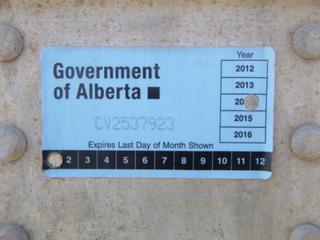 Year
2012
Government
2013
of Alberta
20
CV2537923
2015
2016
Expires Last Day of Month Shown
2 3 4 5 6 7 8 9 10 11 12